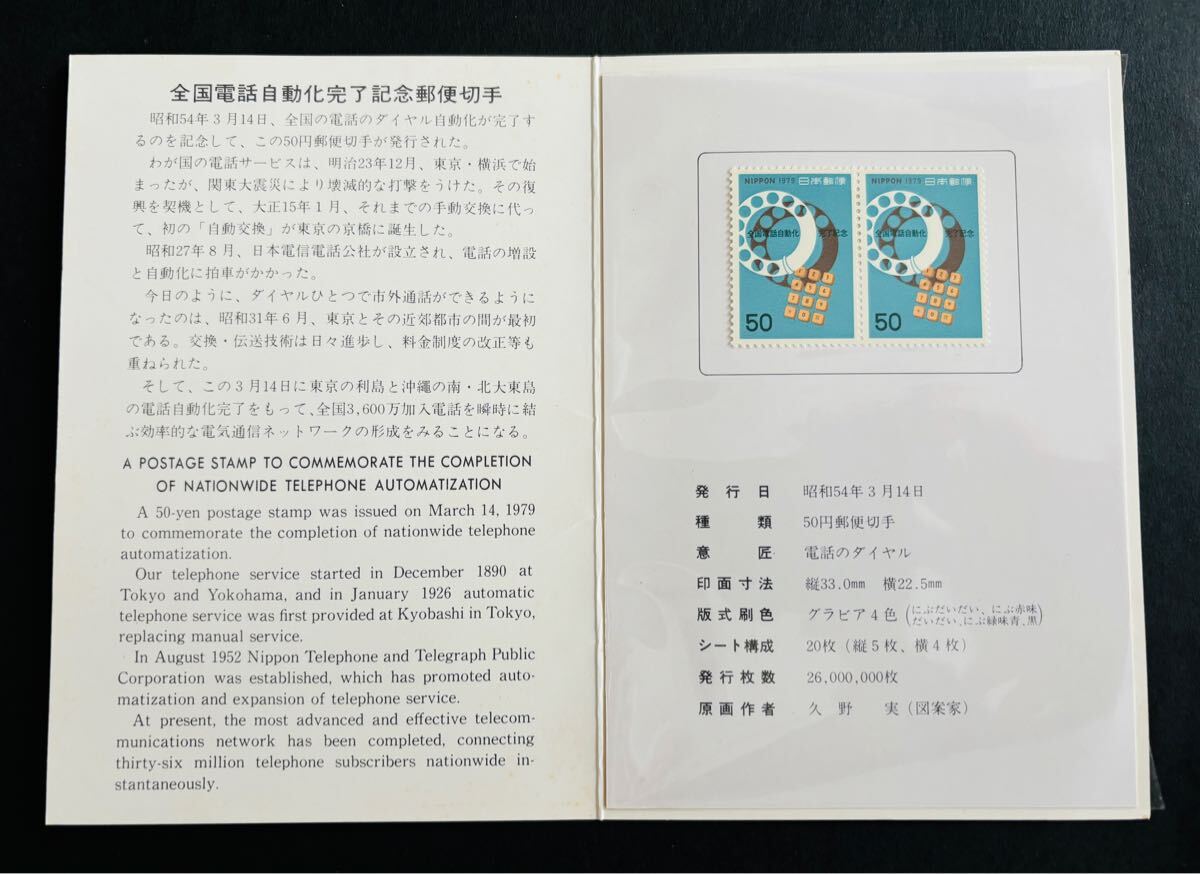 全国電話自動化完了記念郵便切手
昭和54年3月14日、全国の電話のダイヤル自動化が完了す
るのを記念して、この50円郵便切手が発行された。
わが国の電話サービスは、明治23年12月、東京・横浜で始
まったが、関東大震災により壊滅的な打撃をうけた。その復
興を契機として、大正15年1月、それまでの手動交換に代っ
て、初の「自動交換」が東京の京橋に誕生した。
昭和27年8月、日本電信電話公社が設立され、電話の増設
と自動化に拍車がかかった。
今日のように、ダイヤルひとつで市外通話ができるように
なったのは、昭和31年6月、東京とその近郊都市の間が最初
である。交換・伝送技術は日々進歩し、料金制度の改正等も
重ねられた。
そして、この3月14日に東京の利島と沖縄の南・北大東島
の電話自動化完了をもって、全国3,600万加入電話を瞬時に結
ぶ効率的な電気通信ネットワークの形成をみることになる。
A POSTAGE STAMP TO COMMEMORATE THE COMPLETION
OF NATIONWIDE TELEPHONE AUTOMATIZATION
A 50-yen postage stamp was issued on March 14, 1979
to commemorate the completion of nationwide telephone
automatization.
Our telephone service started in December 1890 at
Tokyo and Yokohama, and in January 1926 automatic
telephone service was first provided at Kyobashi in Tokyo,
replacing manual service.
In August 1952 Nippon Telephone and Telegraph Public
Corporation was established, which has promoted auto-
matization and expansion of telephone service.
At present, the most advanced and effective telecom-
munications network has been completed, connecting
thirty-six million telephone subscribers nationwide in-
stantaneously.
NIPPON 1979 日本郵便
全国電話自動化 完了記念
50
NIPPON 1979 日本郵便
全国電話自動化 完了記念
50
発行日 昭和54年3月14日
種類 50円郵便切手
意匠 電話のダイヤル
印面寸法 縦33.0mm 横22.5mm
版式刷色 グラビア4色(にぶだいだい、にぶ赤味
だいだい、にぶ緑味青、黒)
シート構成 20枚(縦5枚、横4枚)
発行枚数 26,000,000枚
原画作者 久野 実(図案家)